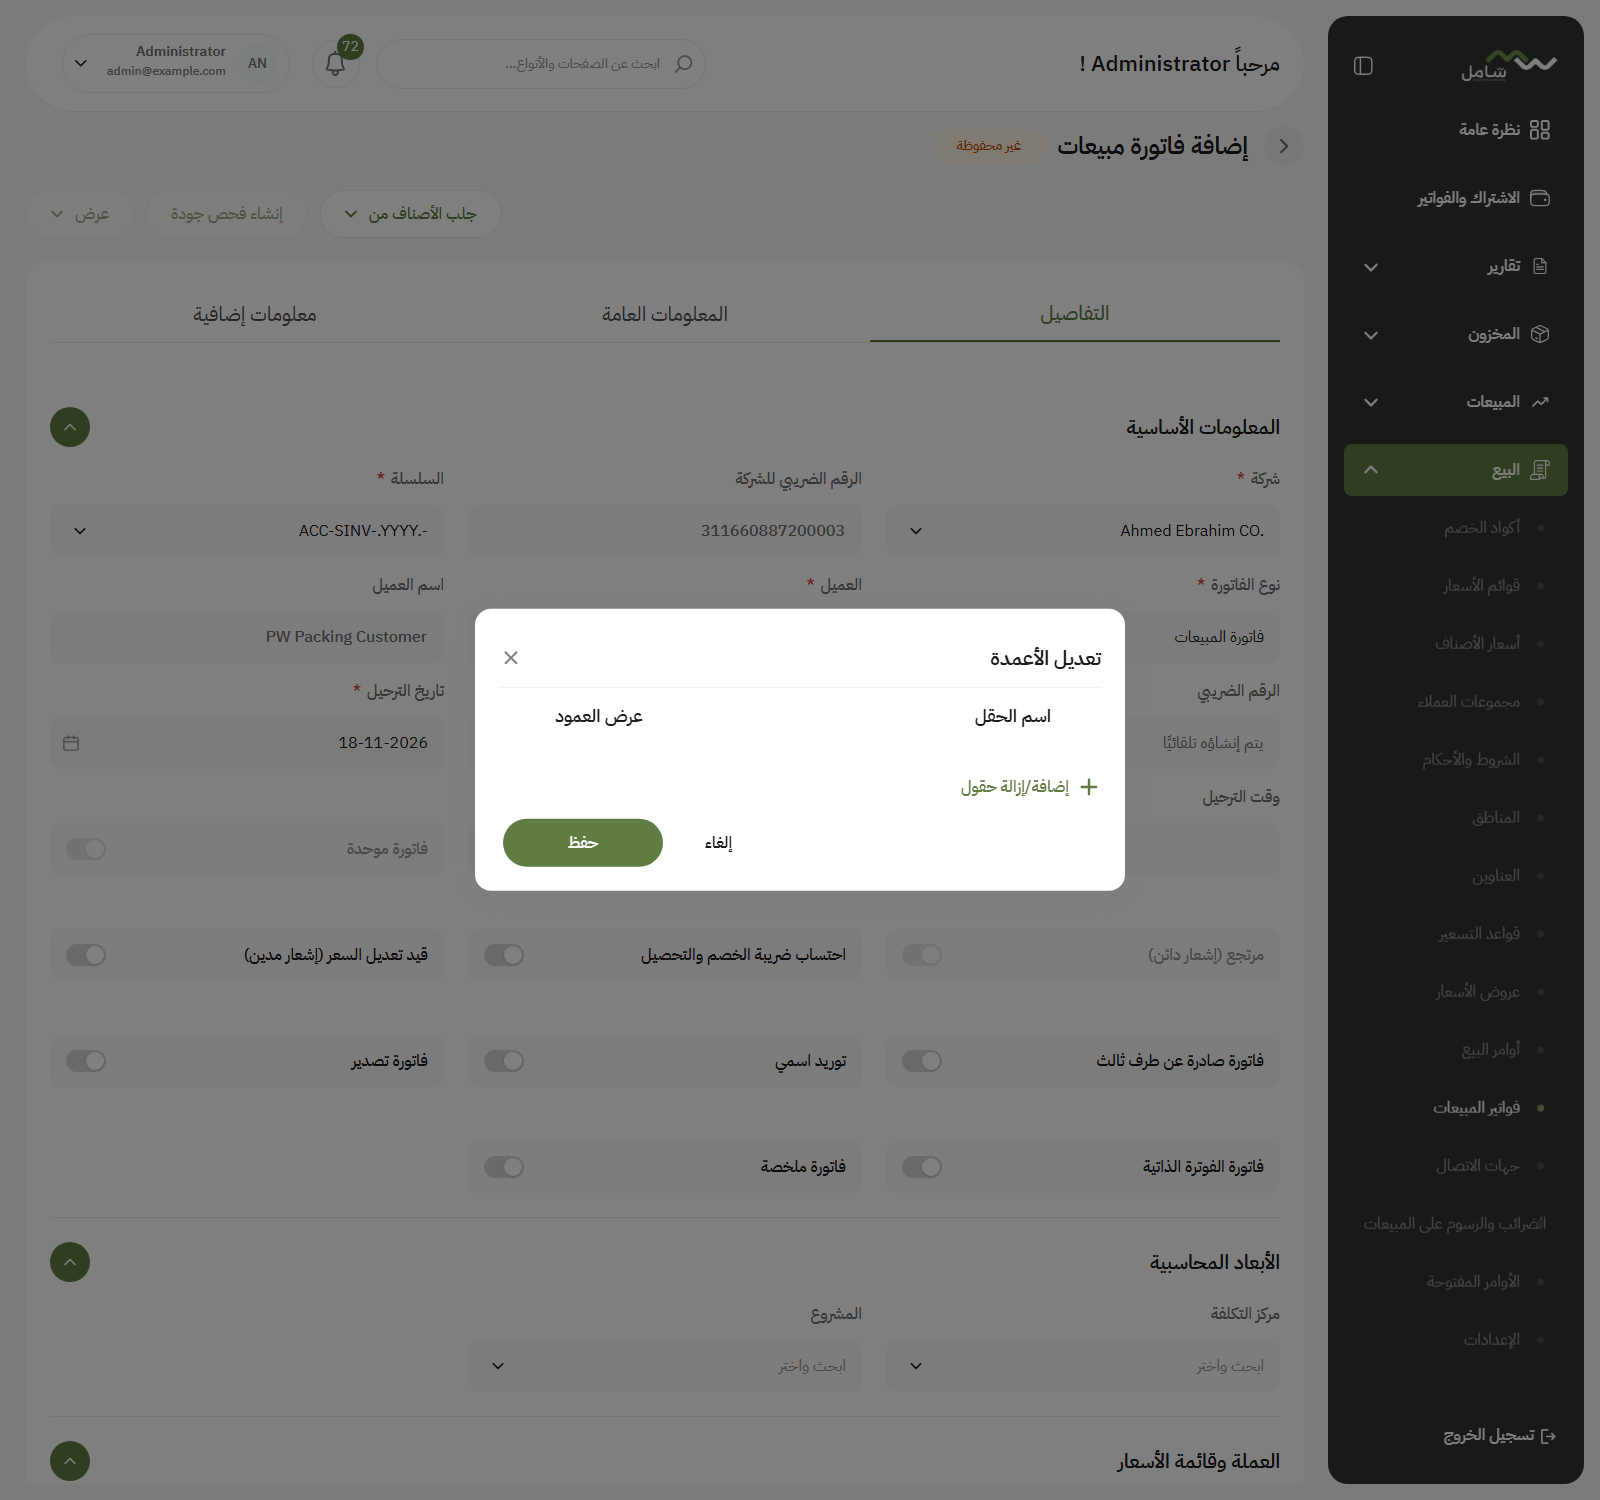 شامل
نظرة عامة
الاشتراك والفواتير
تقارير
المخزون
المبيعات
البيع
أكواد الخصم
قوائم الأسعار
أسعار الأصناف
مجموعات العملاء
الشروط والأحكام
المناطق
العناوين
قواعد التسعير
عروض الأسعار
أوامر البيع
فواتير المبيعات
جهات الاتصال
الضرائب والرسوم على المبيعات
الأوامر المفتوحة
الإعدادات
تسجيل الخروج
مرحباً Administrator !
ابحث عن الصفحات والأنواع...
72
AN
Administrator
admin@example.com
إضافة فاتورة مبيعات
غير محفوظة
جلب الأصناف من
إنشاء فحص جودة
عرض
التفاصيل
المعلومات العامة
معلومات إضافية
المعلومات الأساسية
شركة *
الرقم الضريبي للشركة
السلسلة *
Ahmed Ebrahim CO.
311660887200003
ACC-SINV-.YYYY.-
نوع الفاتورة *
العميل *
اسم العميل
فاتورة المبيعات
PW Packing Customer
الرقم الضريبي
تاريخ الترحيل *
يتم إنشاؤه تلقائيًا
18-11-2026
وقت الترحيل
فاتورة موحدة
تعديل الأعمدة
اسم الحقل
عرض العمود
إضافة/إزالة حقول
إلغاء
حفظ
مرتجع (إشعار دائن)
احتساب ضريبة الخصم والتحصيل
قيد تعديل السعر (إشعار مدين)
فاتورة صادرة عن طرف ثالث
توريد اسمي
فاتورة تصدير
فاتورة الفوترة الذاتية
فاتورة ملخصة
الأبعاد المحاسبية
مركز التكلفة
المشروع
ابحث واختر
ابحث واختر
العملة وقائمة الأسعار